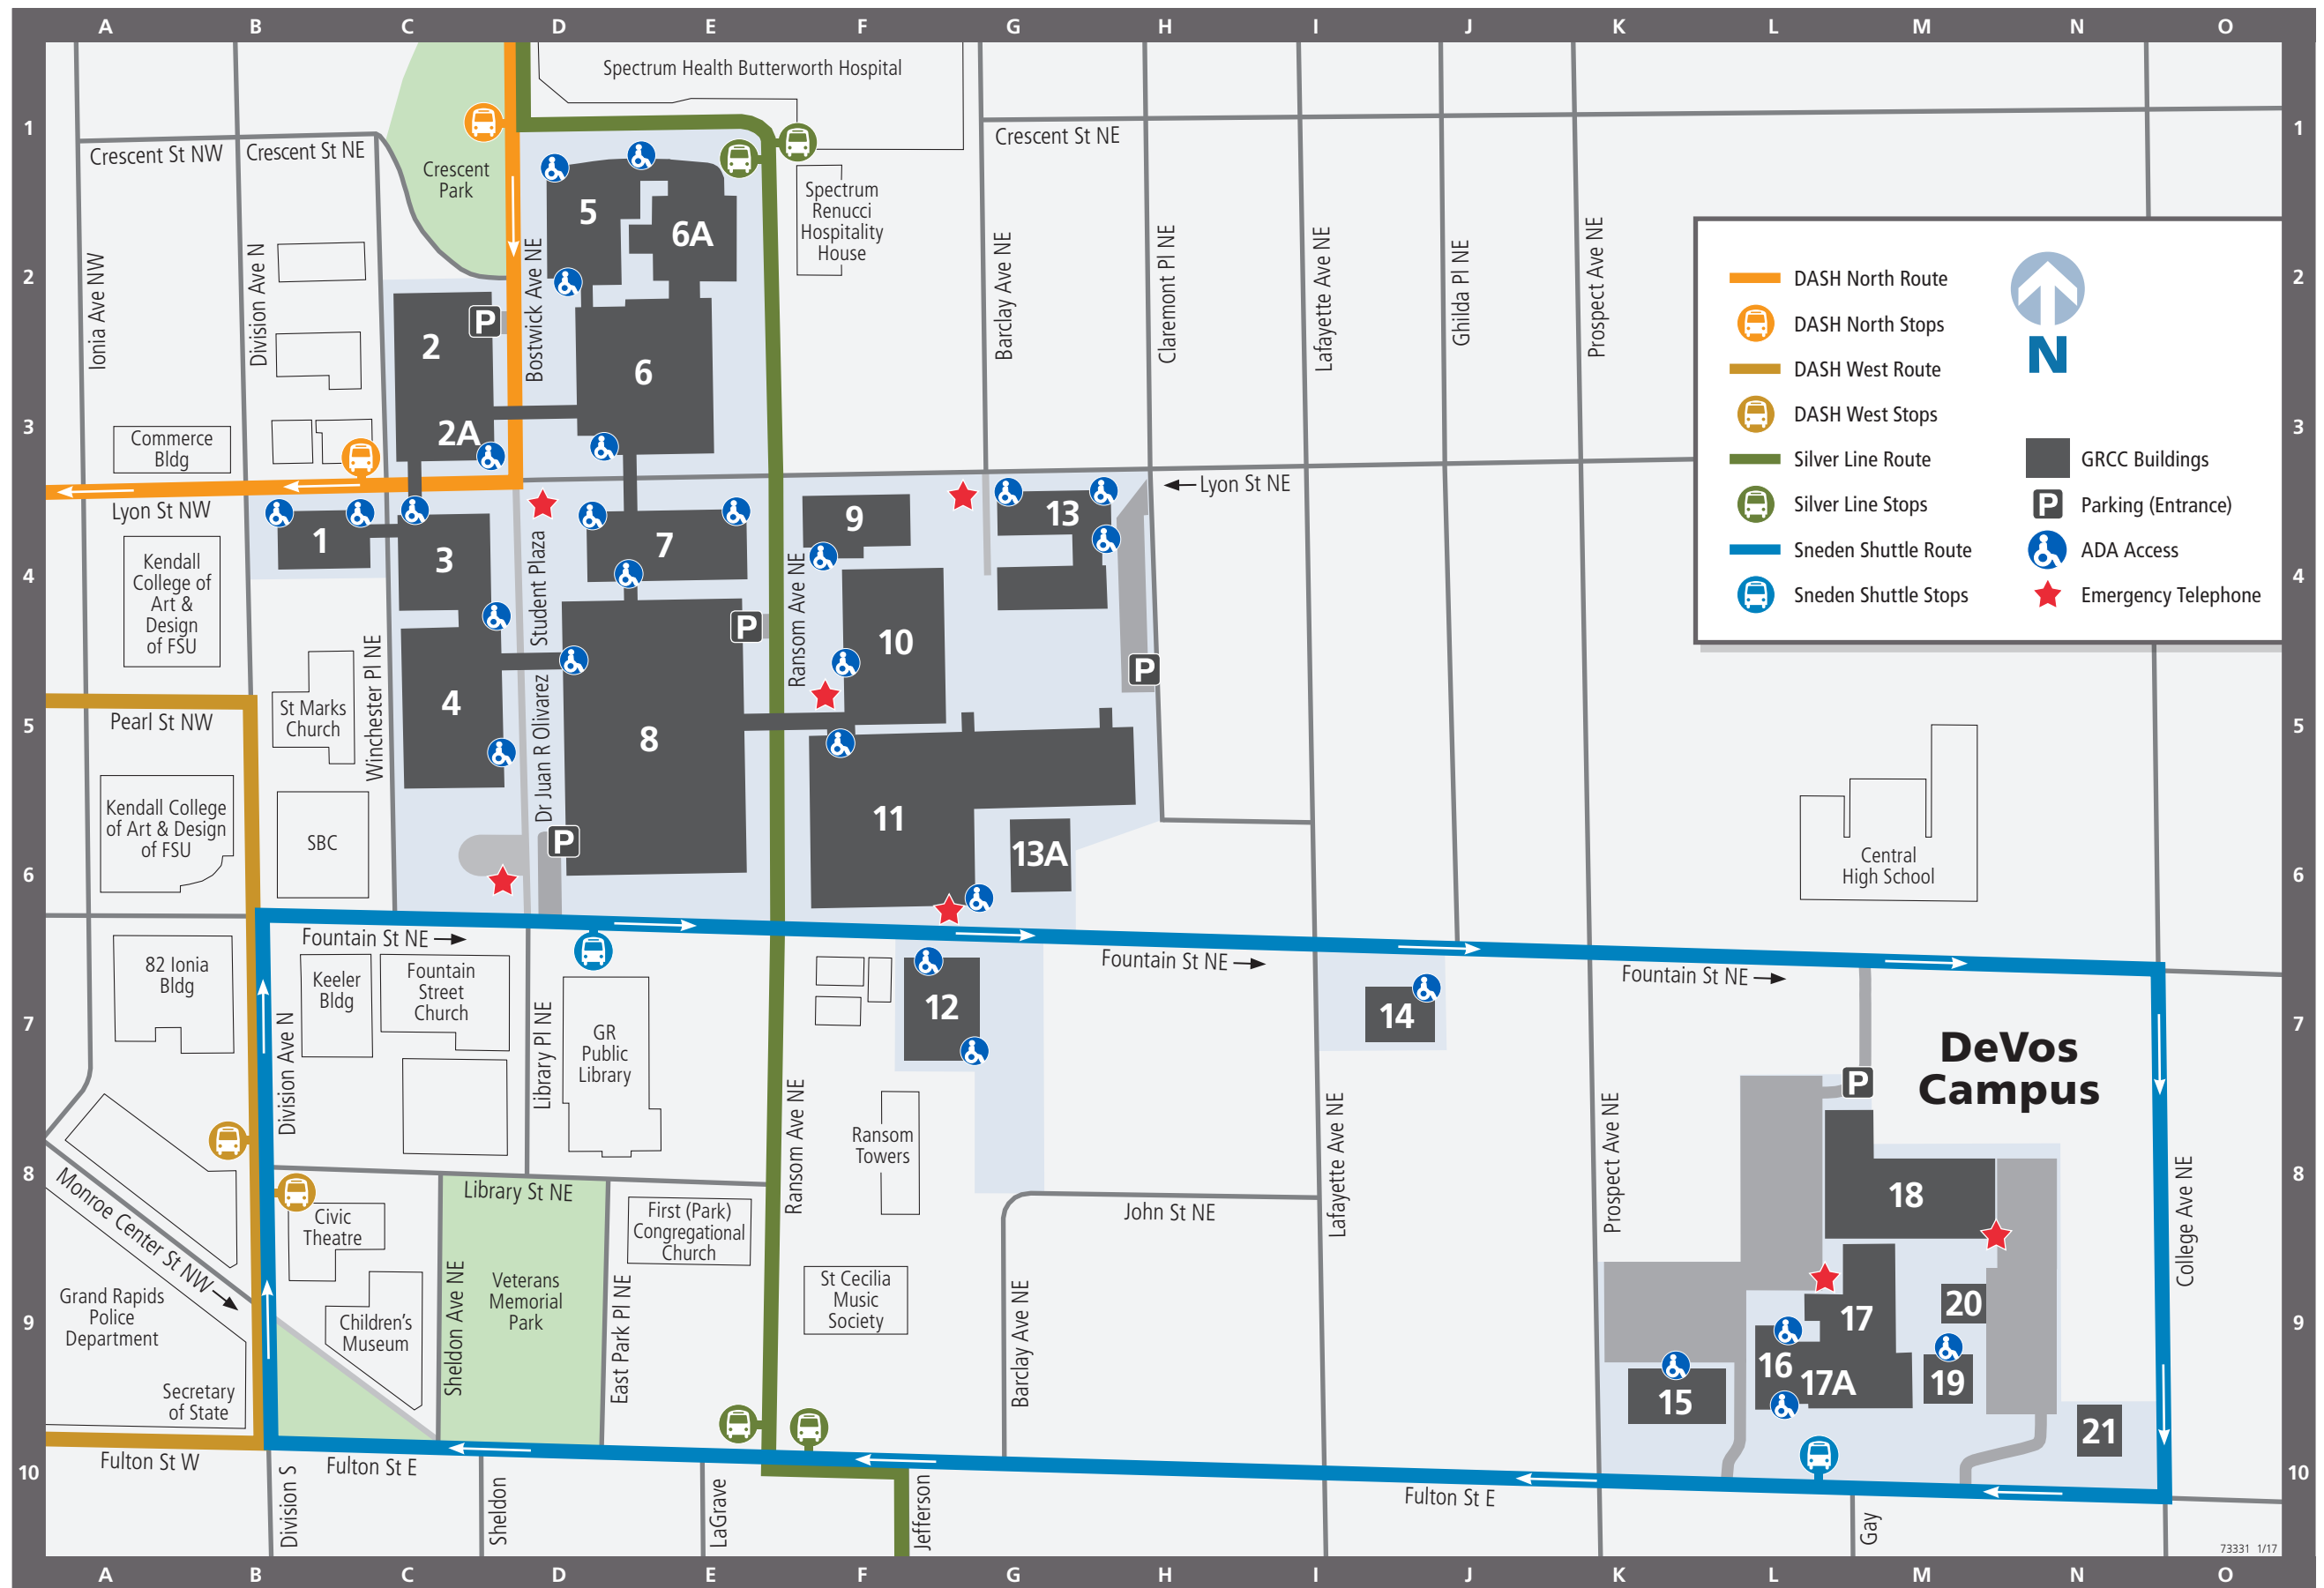 A B C D E F G H I J K L M N O
Spectrum Health Butterworth Hospital
1
1
Crescent St NW
Crescent St NE
Crescent St NE
Crescent
Park
Spectrum
Renucci
Hospitality
House
5
6A
Ionia Ave NW
Division Ave N
Bostwick Ave NE
Barclay Ave NE
Claremont Pl NE
Lafayette Ave NE
Ghilda Pl NE
Prospect Ave NE
2
2
DASH North Route
DASH North Stops
DASH West Route
DASH West Stops
Silver Line Route
Silver Line Stops
Sneden Shuttle Route
Sneden Shuttle Stops
N
GRCC Buildings
P
Parking (Entrance)
ADA Access
Emergency Telephone
P
2
6
2A
3
3
Commerce
Bldg
Lyon St NW
Lyon St NE
1
3
7
9
13
4
4
Kendall
College of
Art &
Design
of FSU
Winchester Pl NE
Dr Juan R Olivarez Student Plaza
Ransom Ave NE
P
10
P
St Marks
Church
4
8
5
5
Pearl St NW
Kendall College
of Art & Design
of FSU
SBC
P
11
13A
Central
High School
6
6
Fountain St NE
Fountain St NE
Fountain St NE
82 Ionia
Bldg
Keeler
Bldg
Fountain
Street
Church
Division Ave N
Library Pl NE
GR
Public
Library
12
14
7
7
DeVos
Campus
P
Ransom Ave NE
Ransom
Towers
Lafayette Ave NE
Prospect Ave NE
College Ave NE
8
8
Monroe Center St NW
Library St NE
John St NE
18
Civic
Theatre
First (Park)
Congregational
Church
Grand Rapids
Police
Department
Children's
Museum
Sheldon Ave NE
Veterans
Memorial
Park
East Park Pl NE
St Cecilia
Music
Society
Barclay Ave NE
20
17
9
9
Secretary
of State
15
16
17A
19
21
Fulton St W
Fulton St E
Fulton St E
10
10
Division S
Sheldon
LaGrave
Jefferson
Gay
73331 1/17
A B C D E F G H I J K L M N O